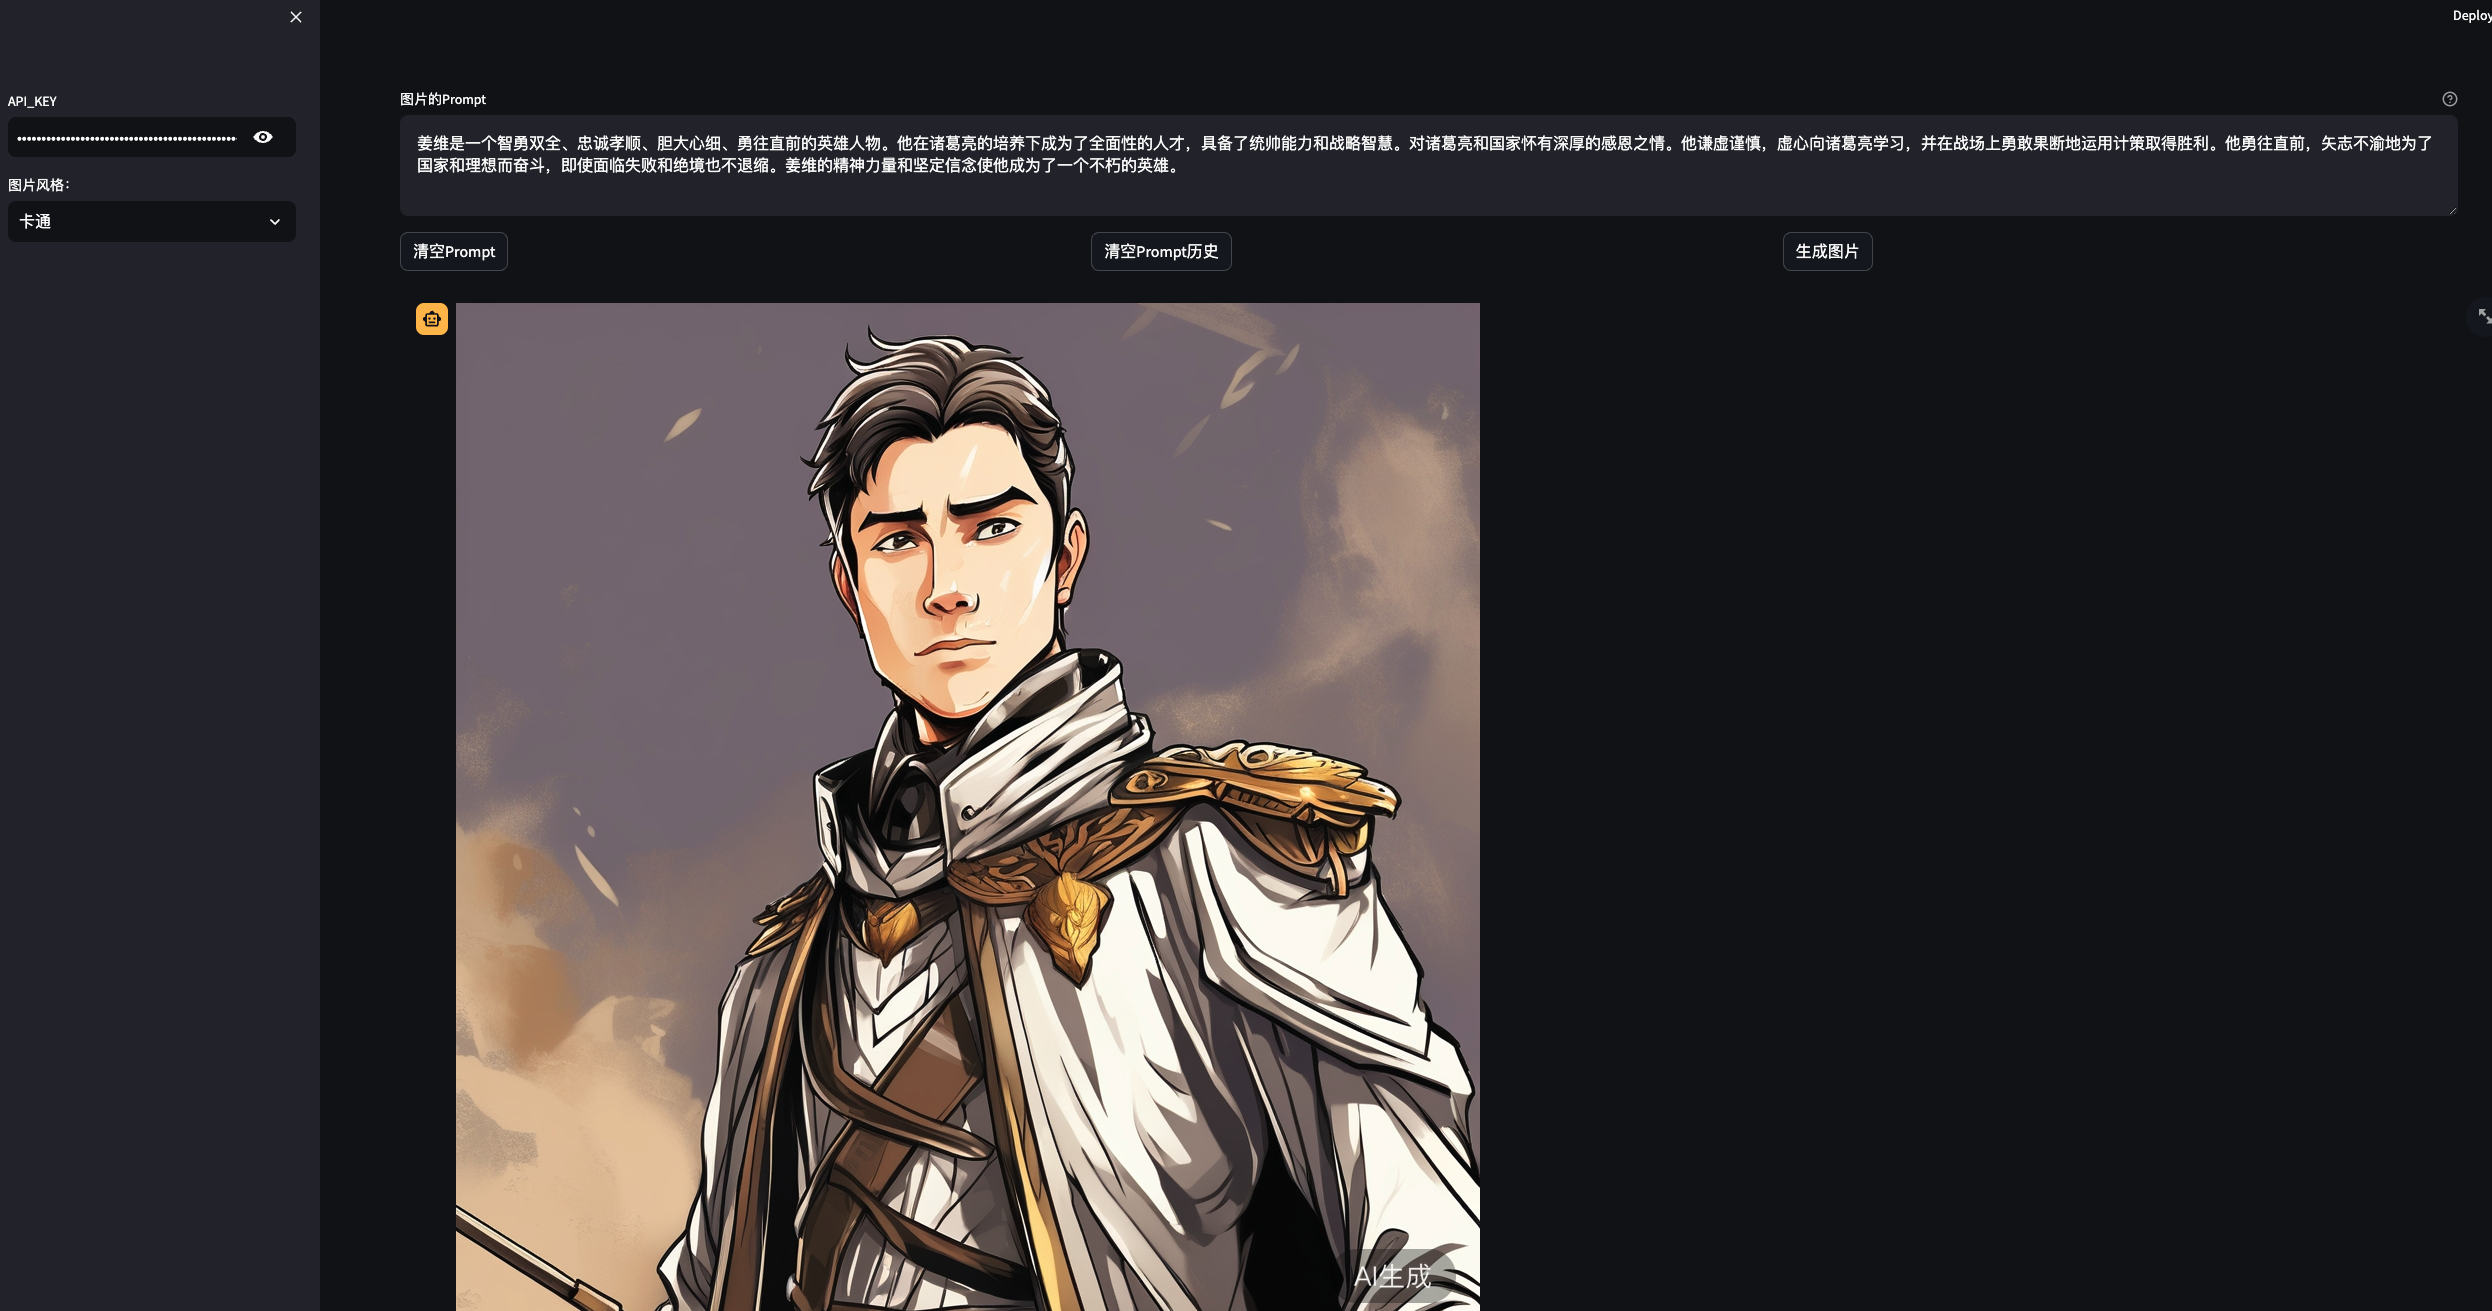 Deploy
API_KEY
图片风格：
卡通
图片的Prompt
姜维是一个智勇双全、忠诚孝顺、胆大心细、勇往直前的英雄人物。他在诸葛亮的培养下成为了全面性的人才，具备了统帅能力和战略智慧。对诸葛亮和国家怀有深厚的感恩之情。他谦虚谨慎，虚心向诸葛亮学习，并在战场上勇敢果断地运用计策取得胜利。他勇往直前，矢志不渝地为了
国家和理想而奋斗，即使面临失败和绝境也不退缩。姜维的精神力量和坚定信念使他成为了一个不朽的英雄。
清空Prompt
清空Prompt历史
生成图片
AI生成